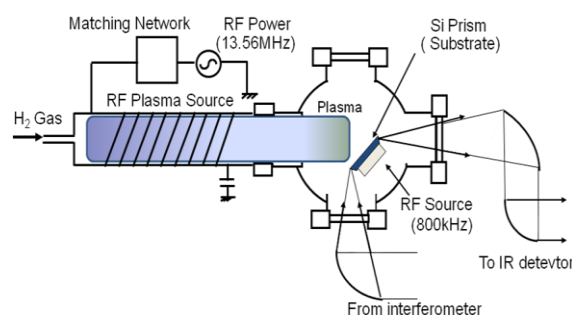 Matching Network
RF Power
(13.56MHz)
Si Prism
( Substrate)
RF Plasma Source
Plasma
H2 Gas
RF Source
(800kHz)
To IR detevtor
From interferometer